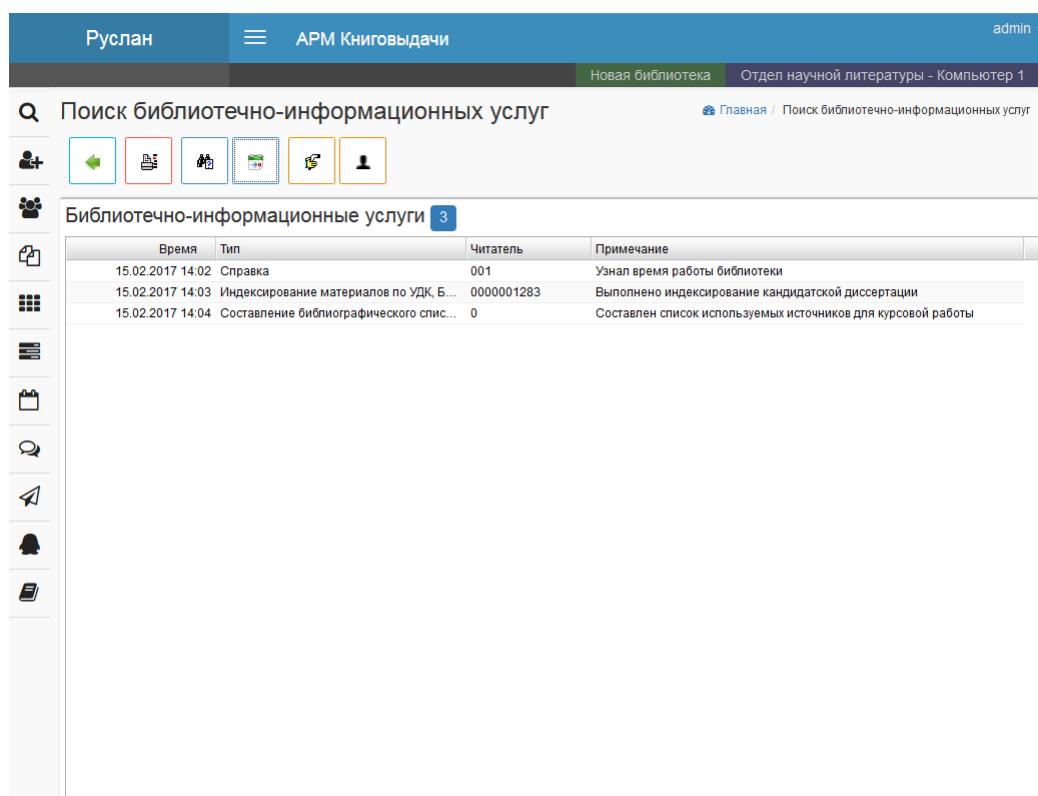 Руслан АРМ Книговыдачи admin
Новая библиотека Отдел научной литературы - Компьютер 1
Поиск библиотечно-информационных услуг Главная / Поиск библиотечно-информационных услуг
Библиотечно-информационные услуги 3
Время Тип Читатель Примечание
15.02.2017 14:02 Справка 001 Узнал время работы библиотеки
15.02.2017 14:03 Индексирование материалов по УДК, Б... 0000001283 Выполнено индексирование кандидатской диссертации
15.02.2017 14:04 Составление библиографического спис... 0 Составлен список используемых источников для курсовой работы